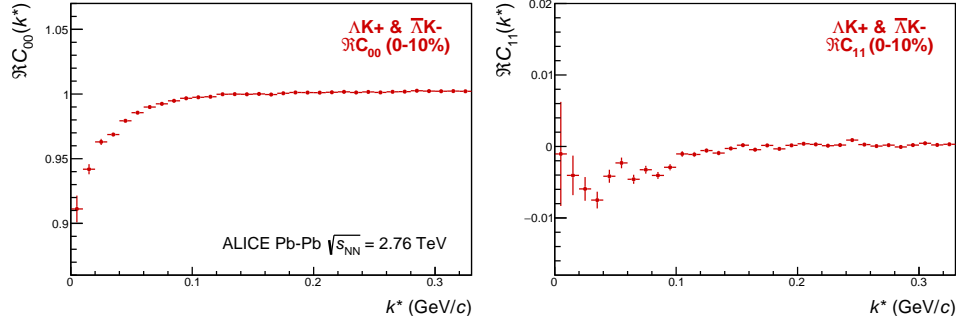 ΛK+ & Λ̅K-
ℜC₀₀ (0-10%)
ℜC₀₀(k*)
1.05
1
0.95
0.9
ALICE Pb-Pb √s_NN = 2.76 TeV
0 0.1 0.2 0.3
k* (GeV/c)
ΛK+ & Λ̅K-
ℜC₁₁ (0-10%)
ℜC₁₁(k*)
0.02
0.01
0
−0.01
0 0.1 0.2 0.3
k* (GeV/c)